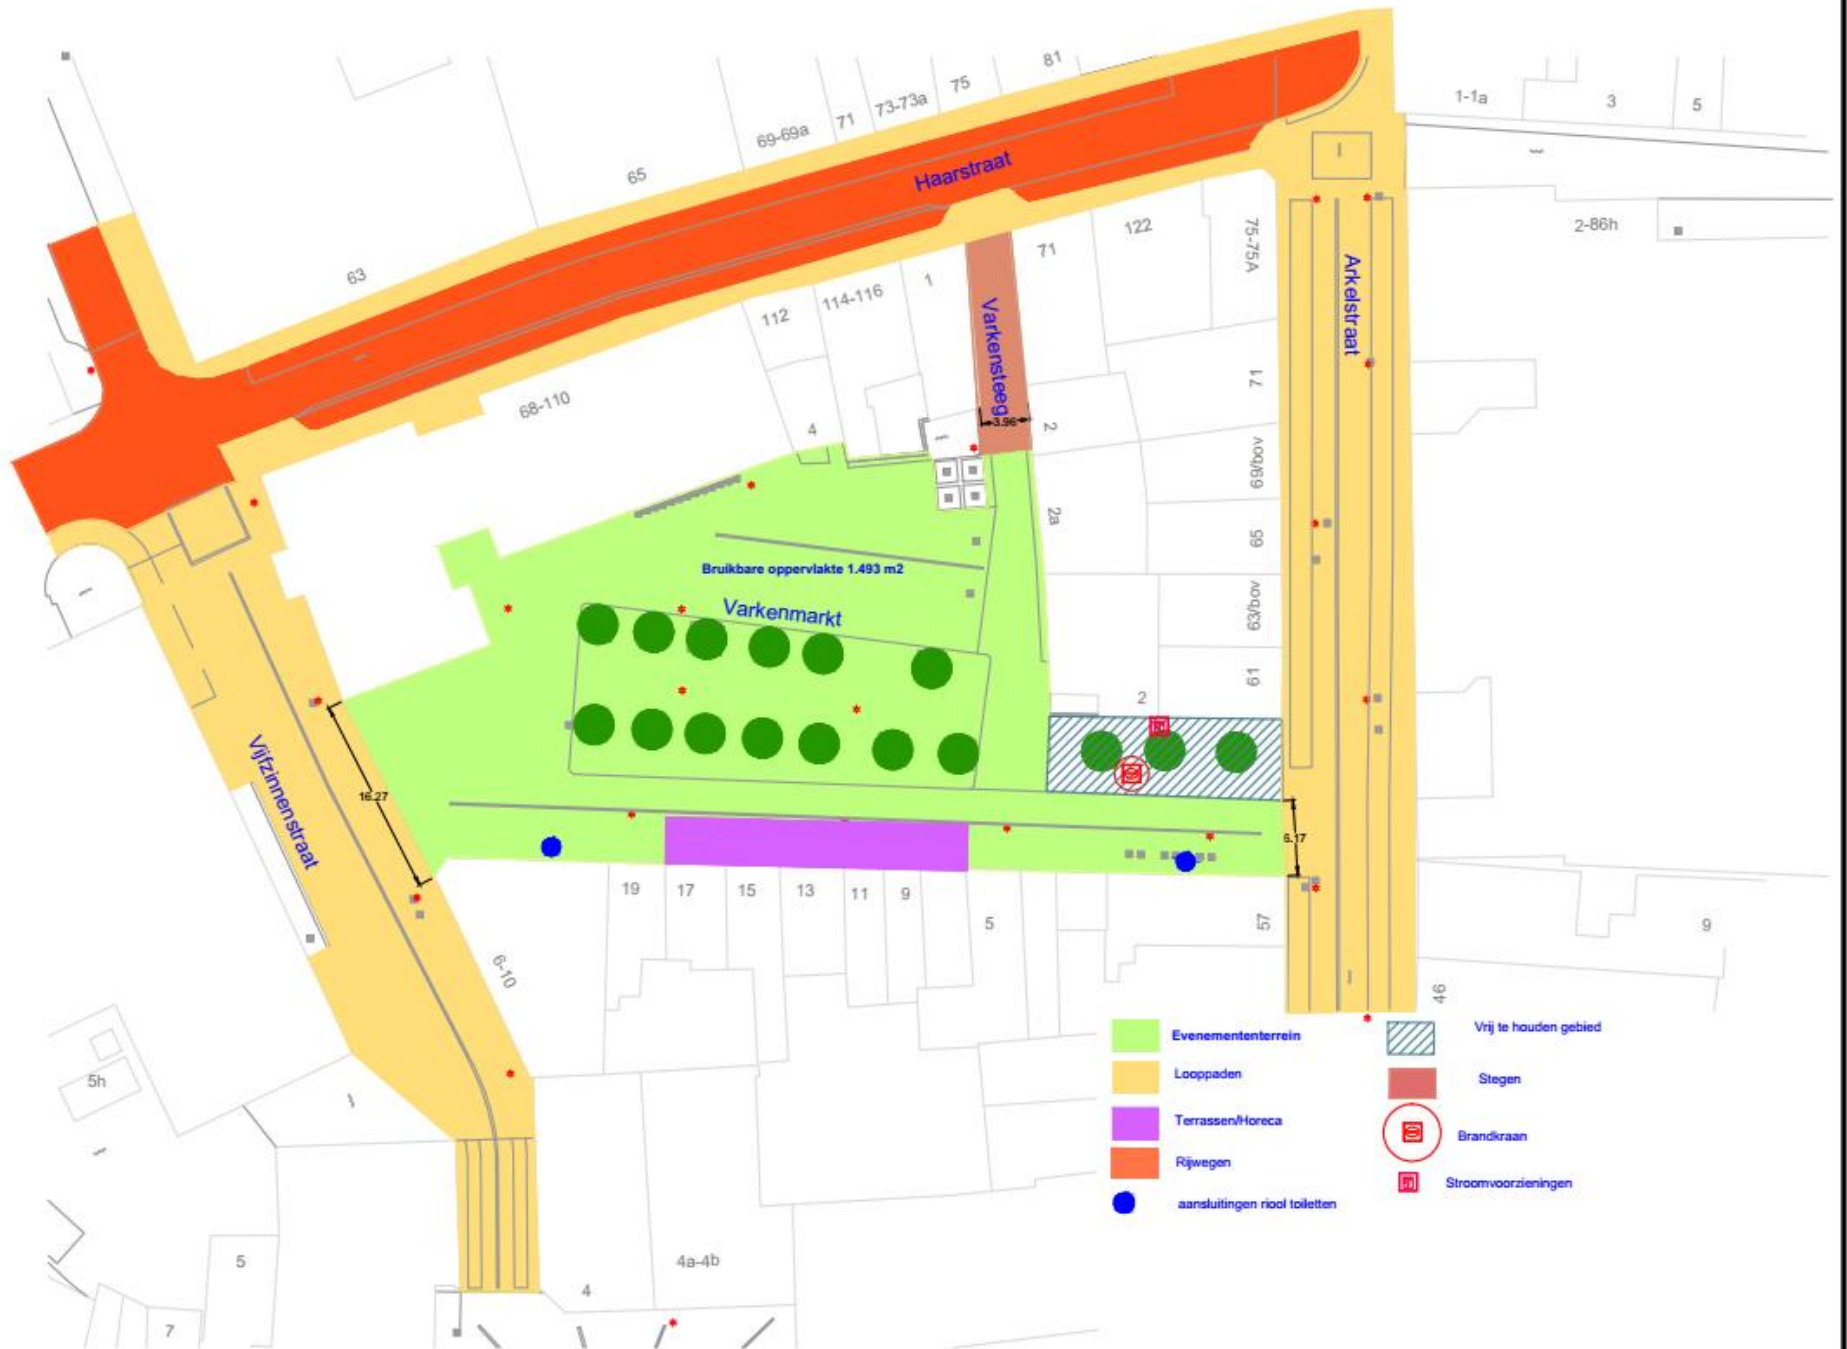 81
75
73-73a
71
69-69a
65
63
1-1a
3
5
2-86h
Haarstraat
122
75-75A
71
1
114-116
112
Varkensteeg
Arkelstraat
68-110
4
3.96
2
71
69/bov
2a
65
Bruikbare oppervlakte 1.493 m2
Varkenmarkt
63/bov
61
2
Vijfzinnenstraat
16.27
6.17
19
17
15
13
11
9
5
57
9
6-10
46
Evenemententerrein
Looppaden
Terrassen/Horeca
Rijwegen
aansluitingen riool toiletten
Vrij te houden gebied
Stegen
Brandkraan
Stroomvoorzieningen
5h
5
7
4
4a-4b